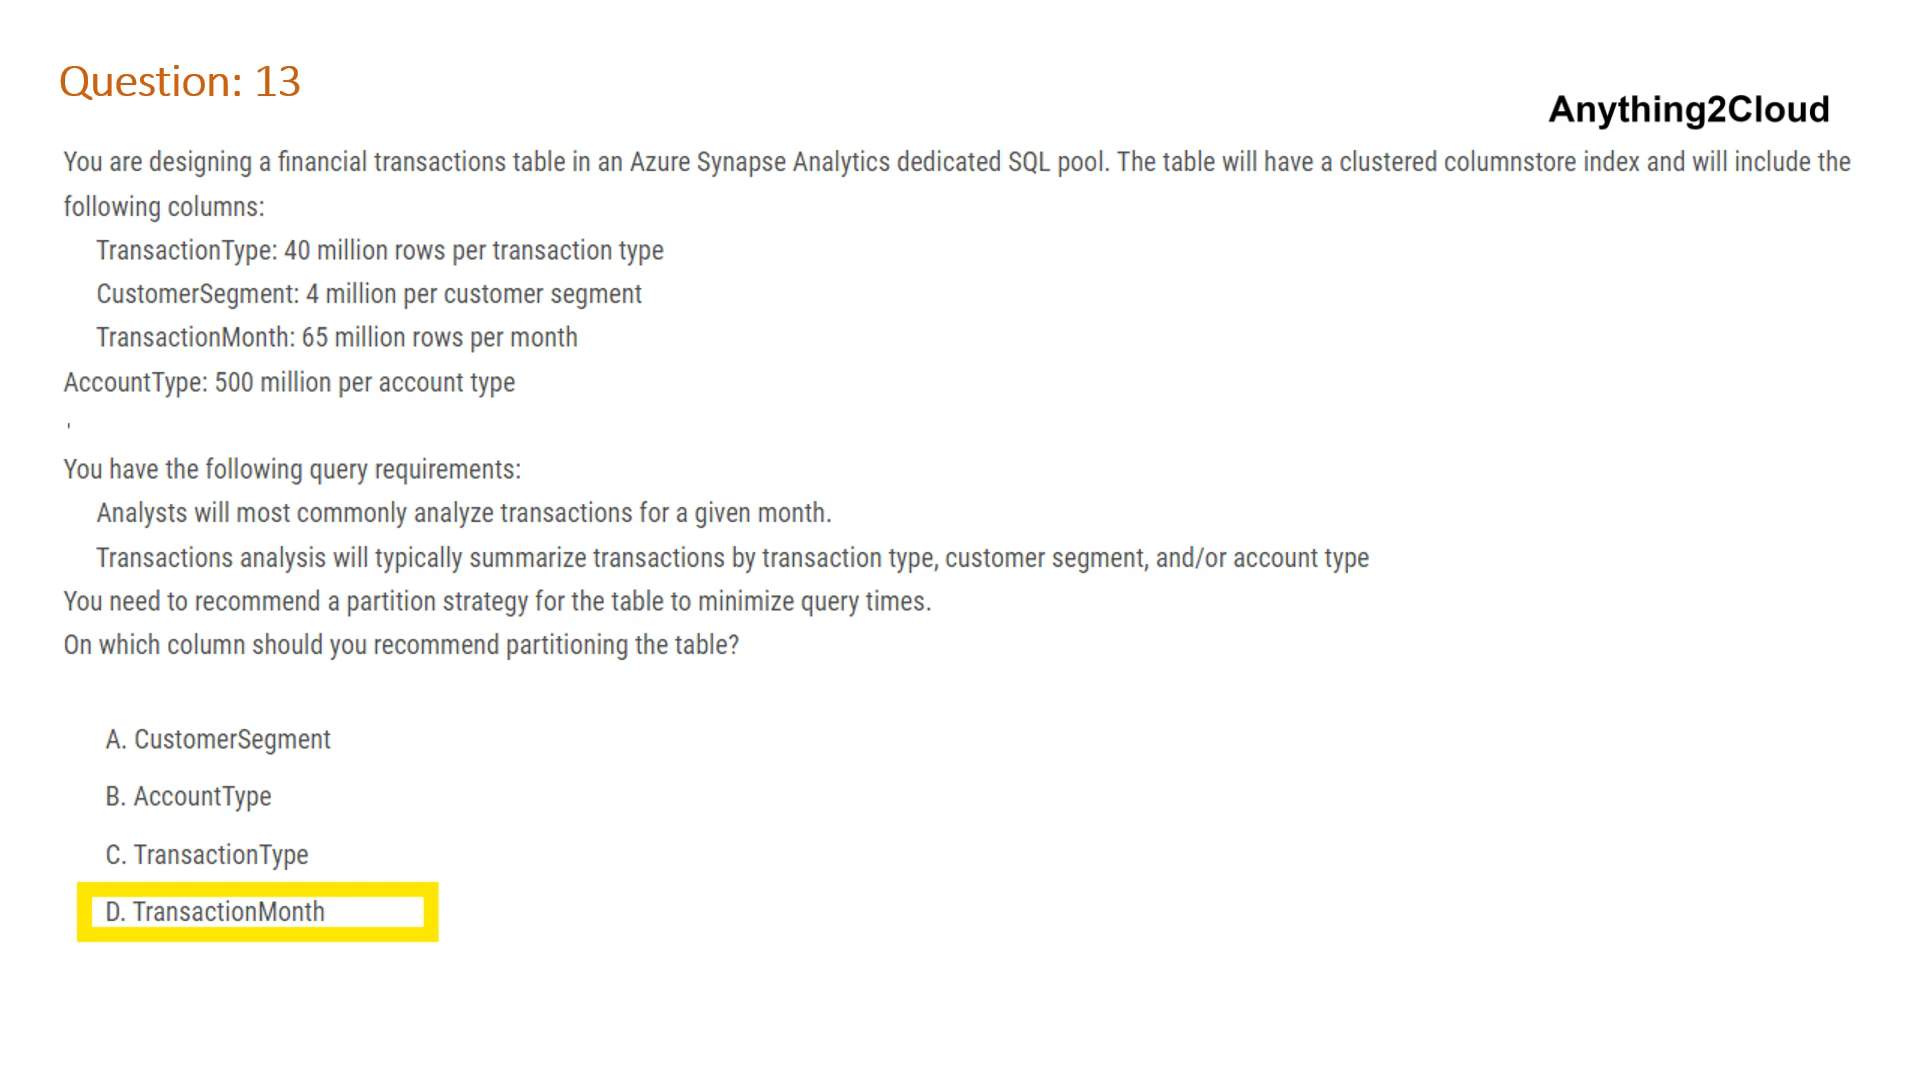 Question: 13
Anything2Cloud
You are designing a financial transactions table in an Azure Synapse Analytics dedicated SQL pool. The table will have a clustered columnstore index and will include the
following columns:
TransactionType: 40 million rows per transaction type
CustomerSegment: 4 million per customer segment
TransactionMonth: 65 million rows per month
AccountType: 500 million per account type
'
You have the following query requirements:
Analysts will most commonly analyze transactions for a given month.
Transactions analysis will typically summarize transactions by transaction type, customer segment, and/or account type
You need to recommend a partition strategy for the table to minimize query times.
On which column should you recommend partitioning the table?
A. CustomerSegment
B. AccountType
C. TransactionType
D. TransactionMonth